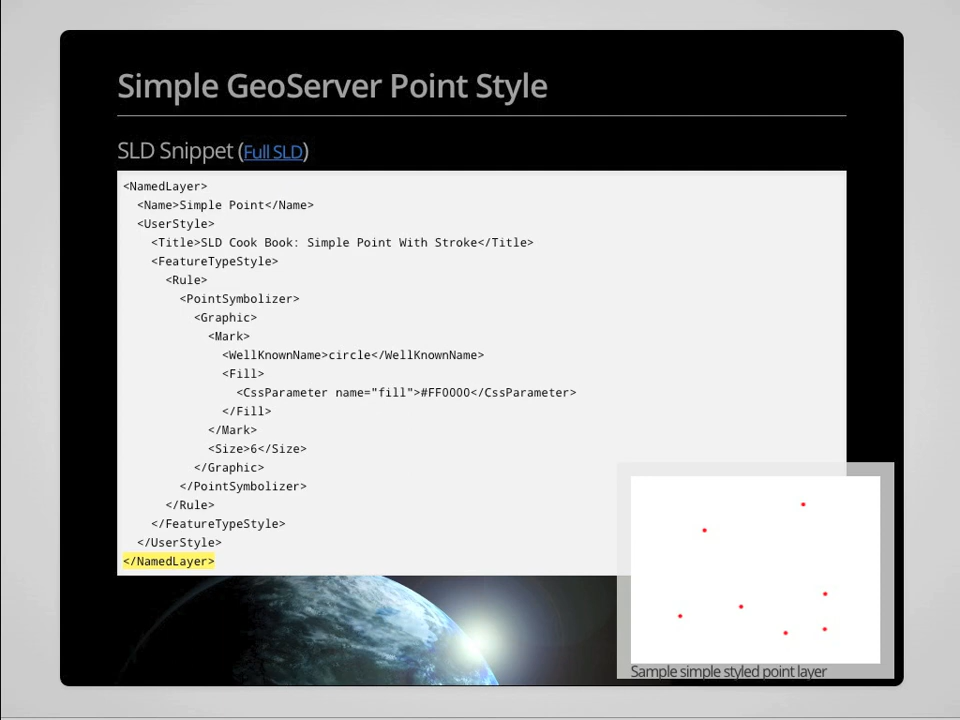 Simple GeoServer Point Style
SLD Snippet (Full SLD)
<NamedLayer>
  <Name>Simple Point</Name>
  <UserStyle>
    <Title>SLD Cook Book: Simple Point With Stroke</Title>
    <FeatureTypeStyle>
      <Rule>
        <PointSymbolizer>
          <Graphic>
            <Mark>
              <WellKnownName>circle</WellKnownName>
              <Fill>
                <CssParameter name="fill">#FF0000</CssParameter>
              </Fill>
            </Mark>
            <Size>6</Size>
          </Graphic>
        </PointSymbolizer>
      </Rule>
    </FeatureTypeStyle>
  </UserStyle>
</NamedLayer>
Sample simple styled point layer